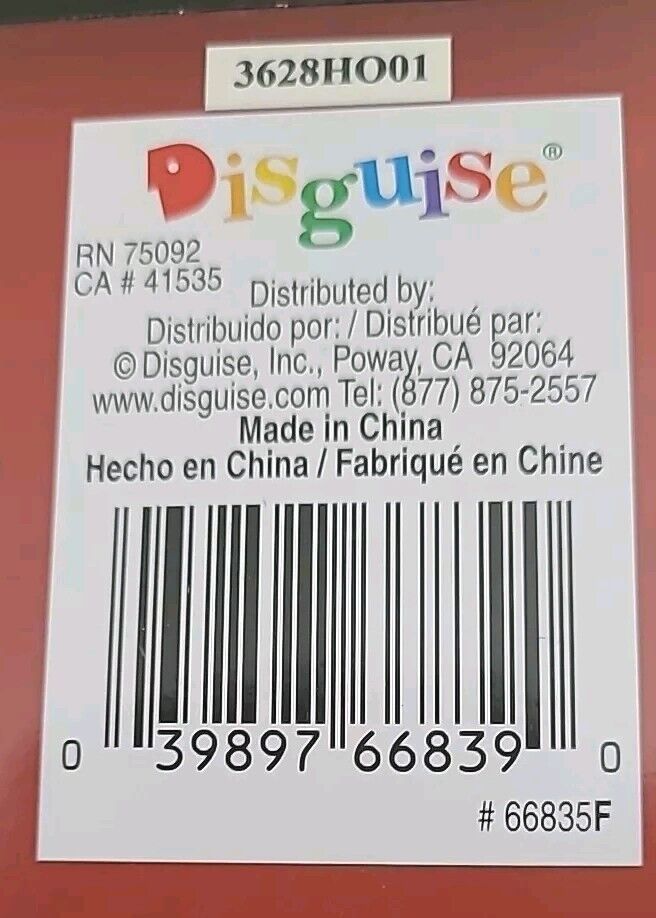 3628HO01
Disguise®
RN 75092
CA # 41535
Distributed by:
Distribuido por: / Distribué par:
© Disguise, Inc., Poway, CA 92064
www.disguise.com Tel: (877) 875-2557
Made in China
Hecho en China / Fabriqué en Chine
0 39897 66839 0
# 66835F